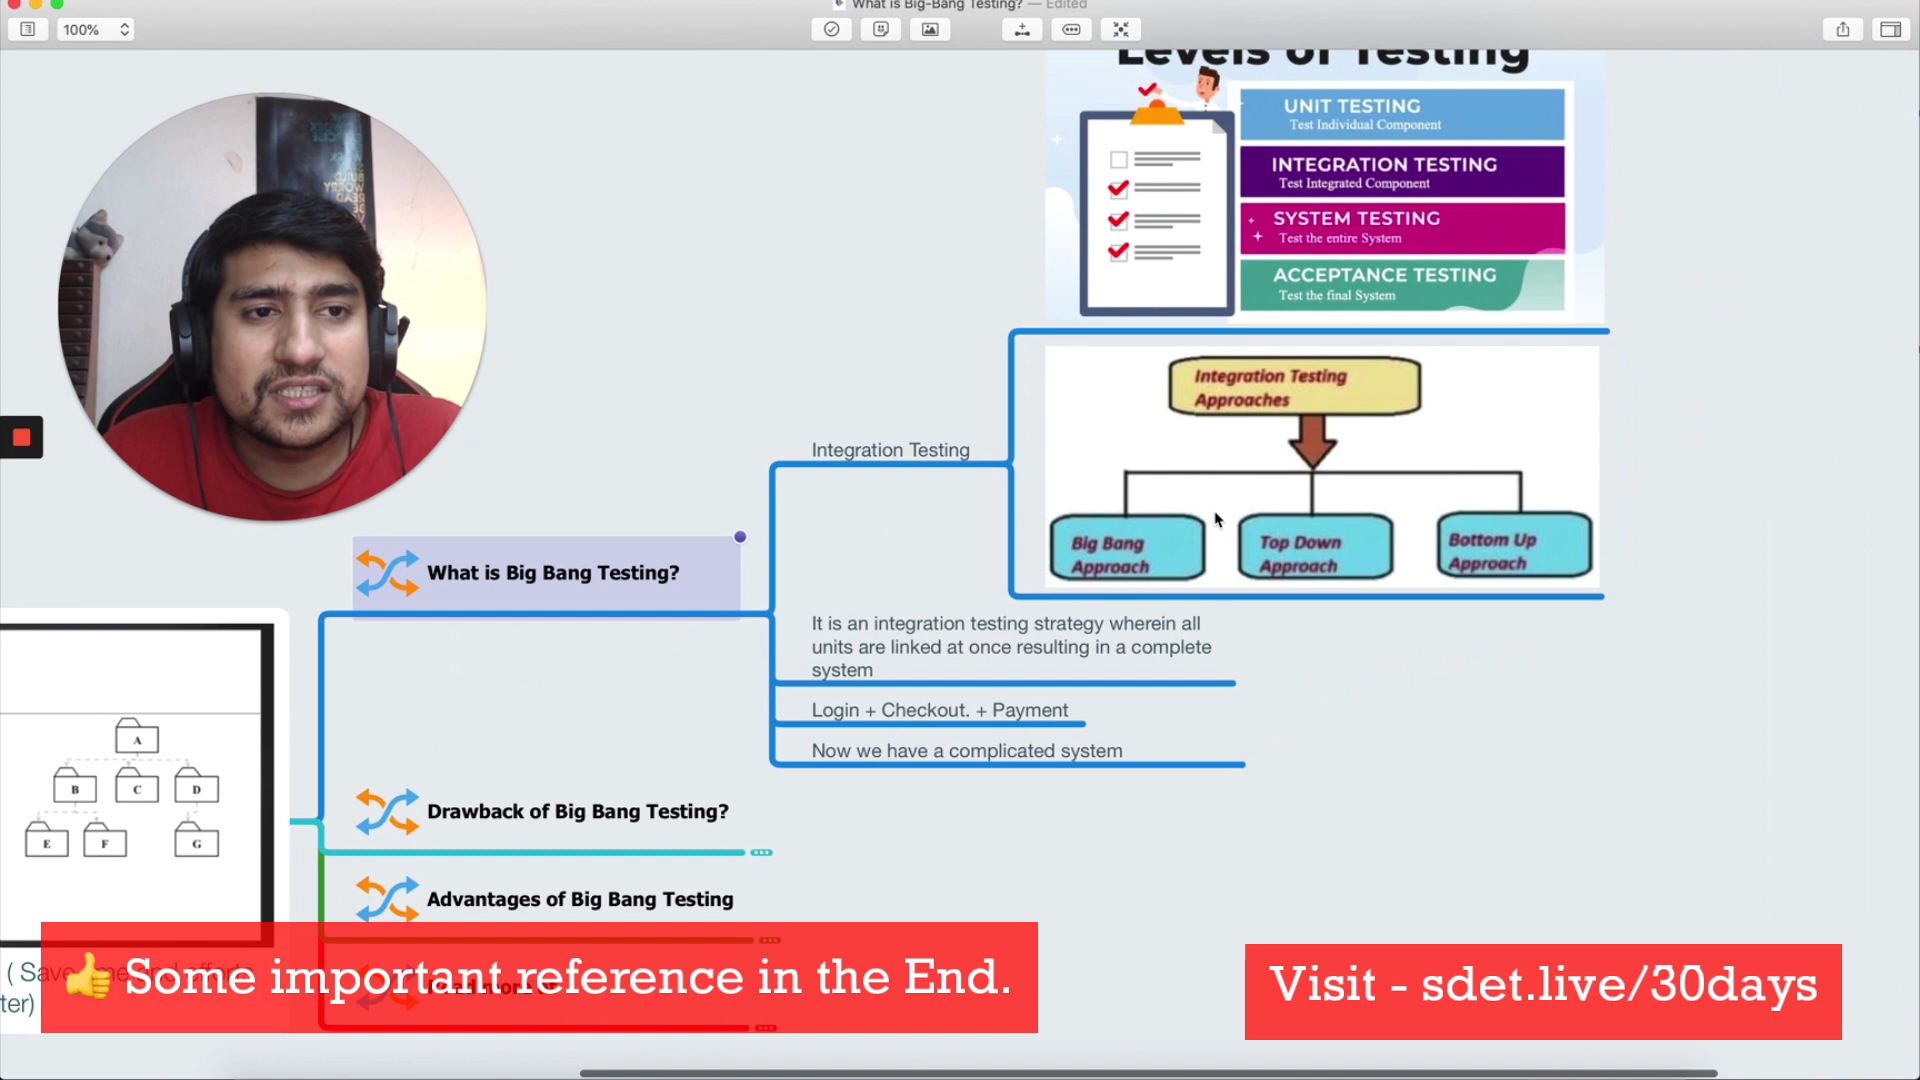 What is Big-Bang Testing? — Edited
100%
Levels of Testing
UNIT TESTING
Test Individual Component
INTEGRATION TESTING
Test Integrated Component
SYSTEM TESTING
Test the entire System
ACCEPTANCE TESTING
Test the final System
Integration Testing
Approaches
Big Bang
Approach
Top Down
Approach
Bottom Up
Approach
Integration Testing
What is Big Bang Testing?
It is an integration testing strategy wherein all
units are linked at once resulting in a complete
system
Login + Checkout. + Payment
Now we have a complicated system
A
B
C
D
E
F
G
Drawback of Big Bang Testing?
Advantages of Big Bang Testing
ter)
👍Some important reference in the End.
Visit - sdet.live/30days